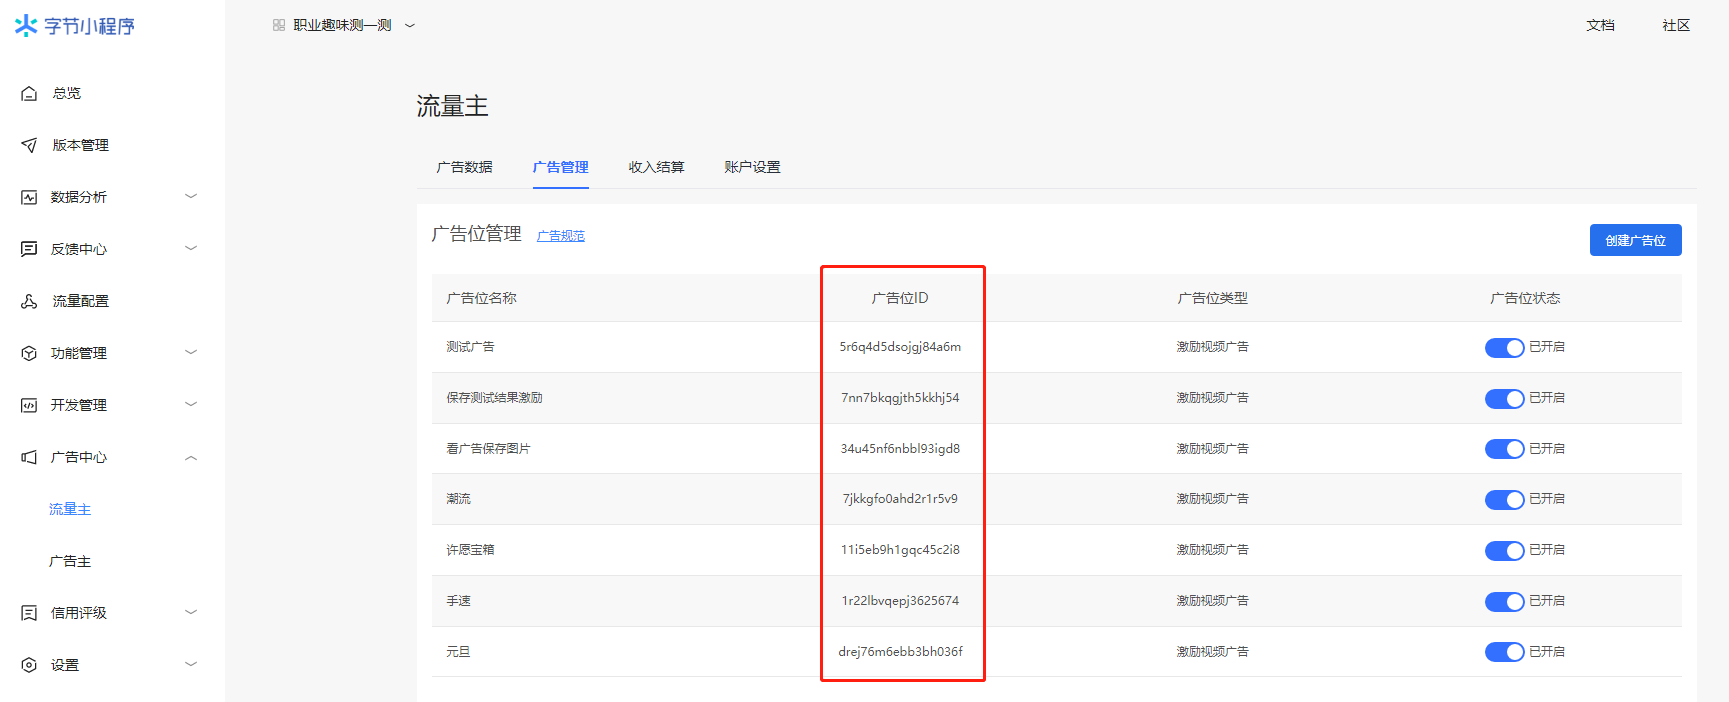 字节小程序
职业趣味测一测
文档
社区
总览
版本管理
数据分析
反馈中心
流量配置
功能管理
开发管理
广告中心
流量主
广告主
信用评级
设置
流量主
广告数据 广告管理 收入结算 账户设置
广告位管理 广告规范
创建广告位
广告位名称 广告位ID 广告位类型 广告位状态
测试广告 5r6q4d5dsojgj84a6m 激励视频广告 已开启
保存测试结果激励 7nn7bkqgjth5kkhj54 激励视频广告 已开启
看广告保存图片 34u45nf6nbbl93igd8 激励视频广告 已开启
潮流 7jkkgfo0ahd2r1r5v9 激励视频广告 已开启
许愿宝箱 11i5eb9h1gqc45c2i8 激励视频广告 已开启
手速 1r22lbvqepj3625674 激励视频广告 已开启
元旦 drej76m6ebb3bh036f 激励视频广告 已开启